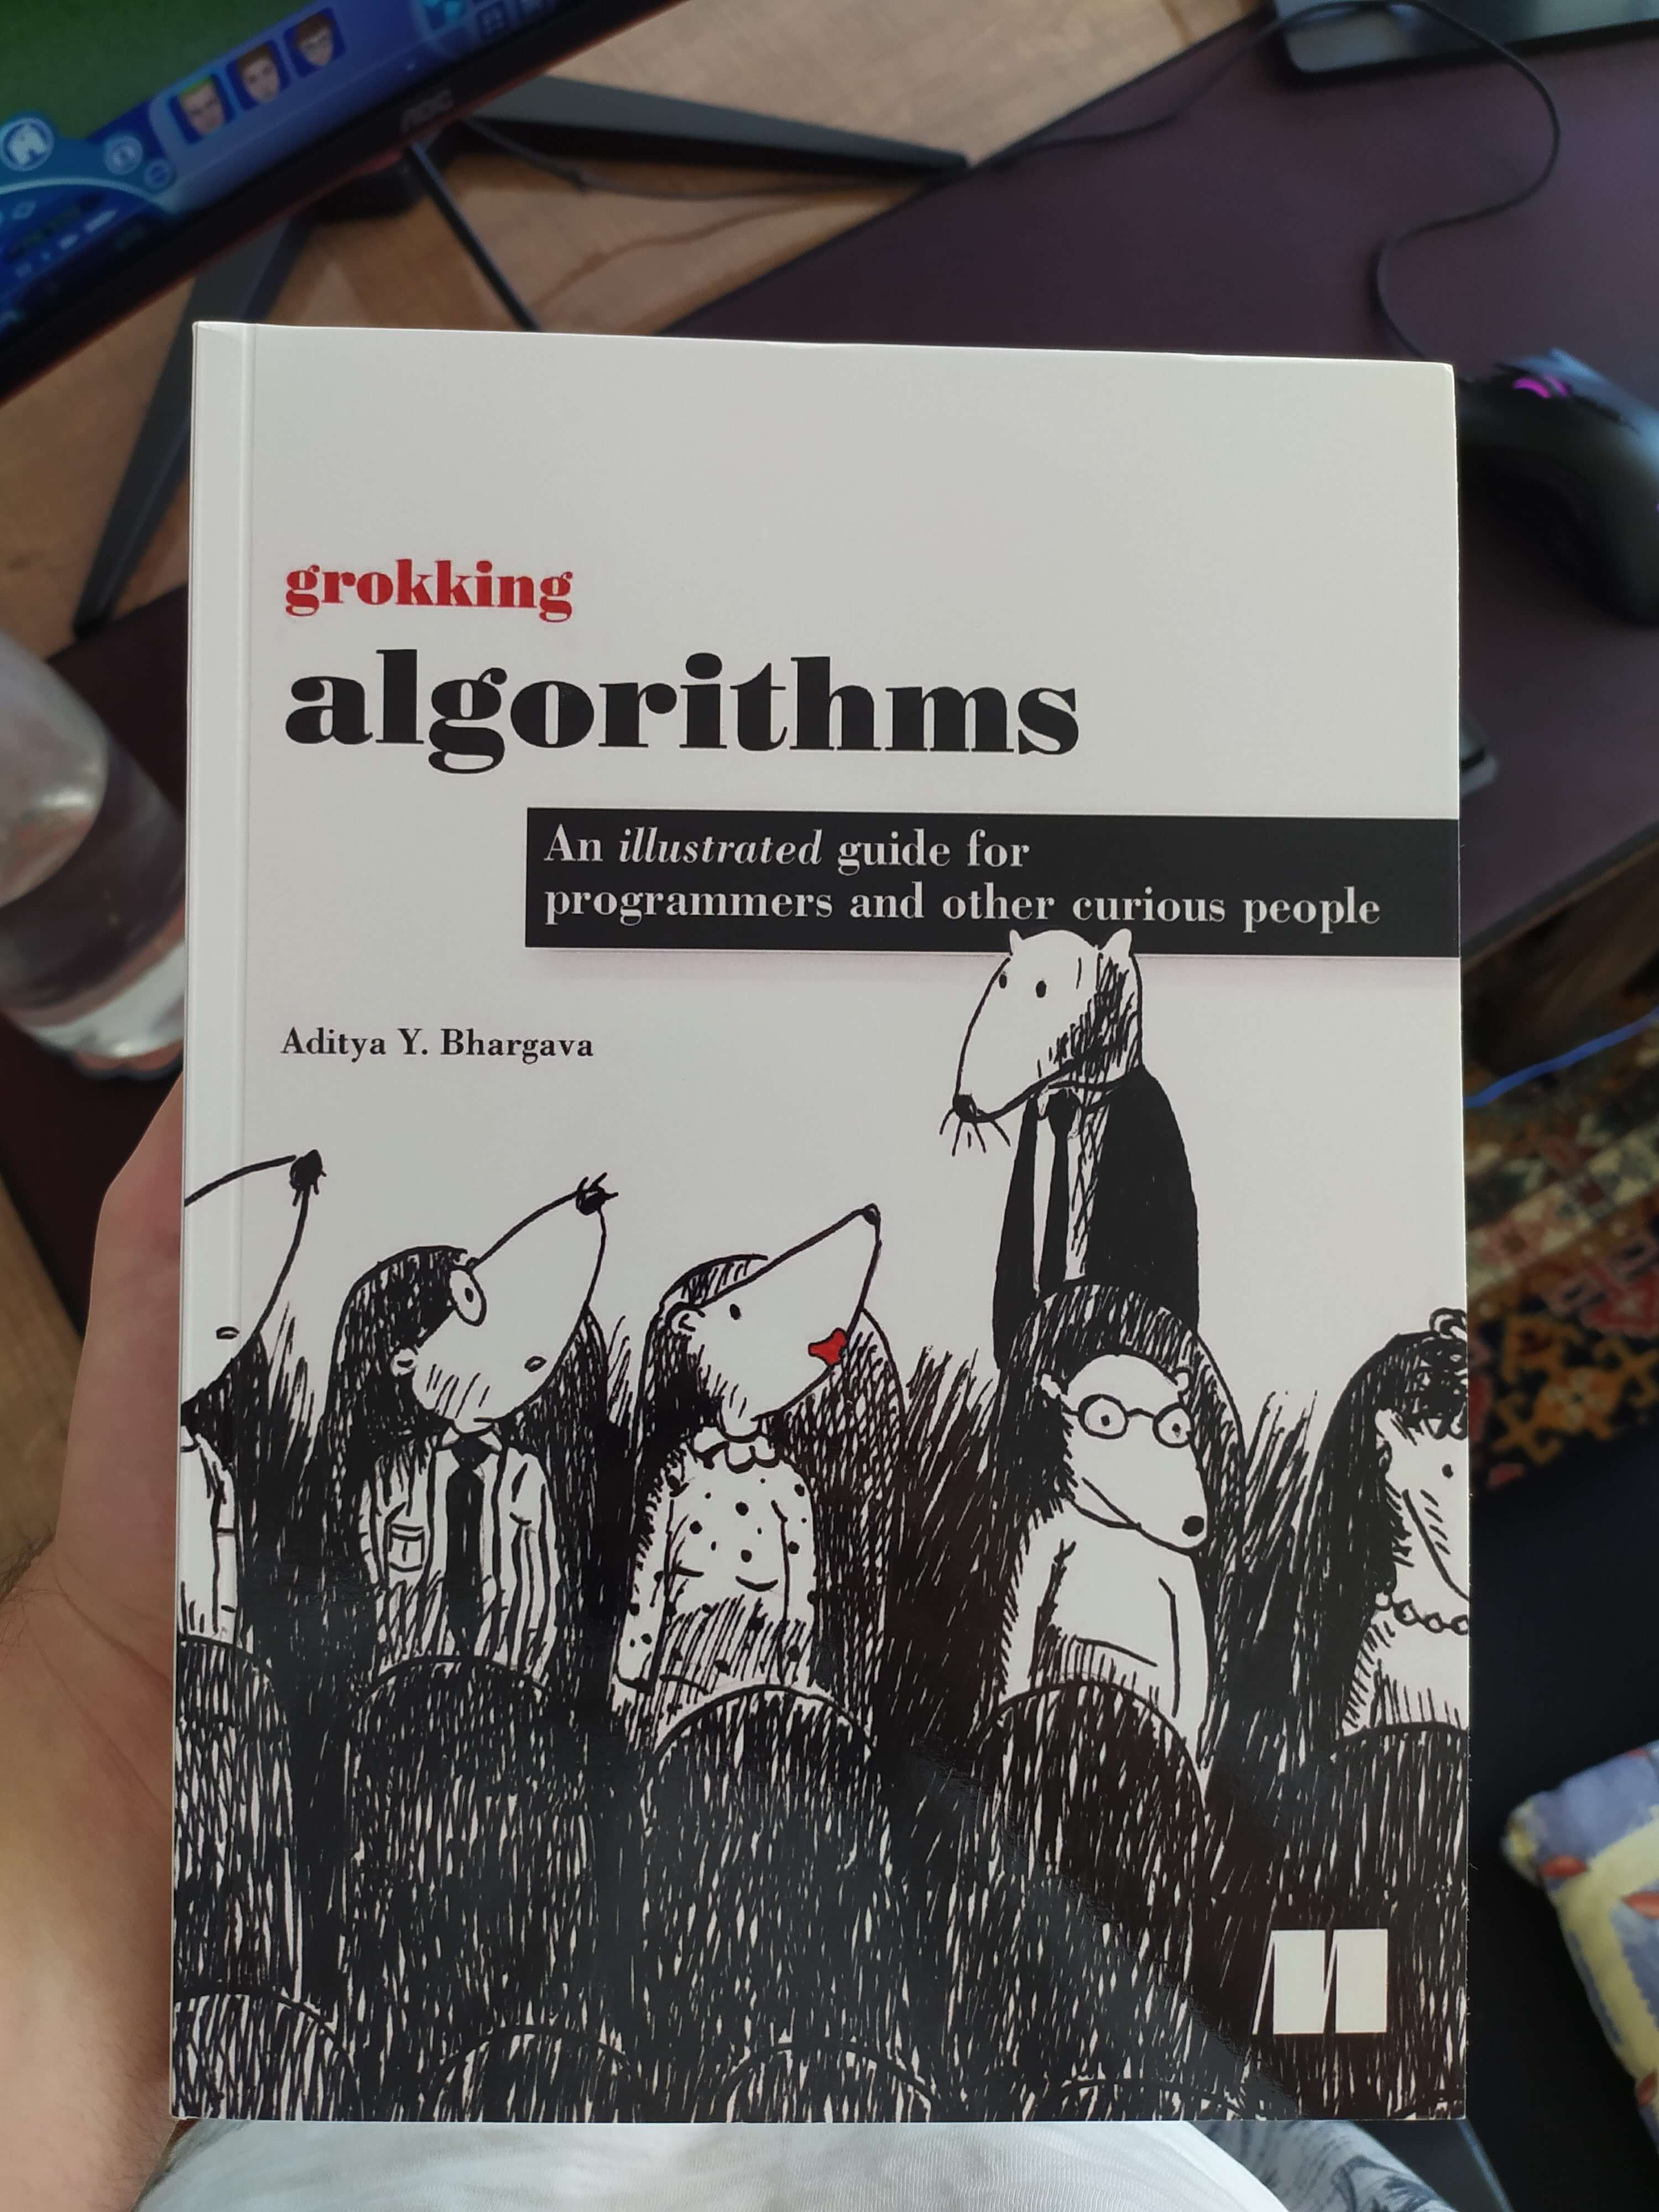 grokking
algorithms
An illustrated guide for
programmers and other curious people
Aditya Y. Bhargava